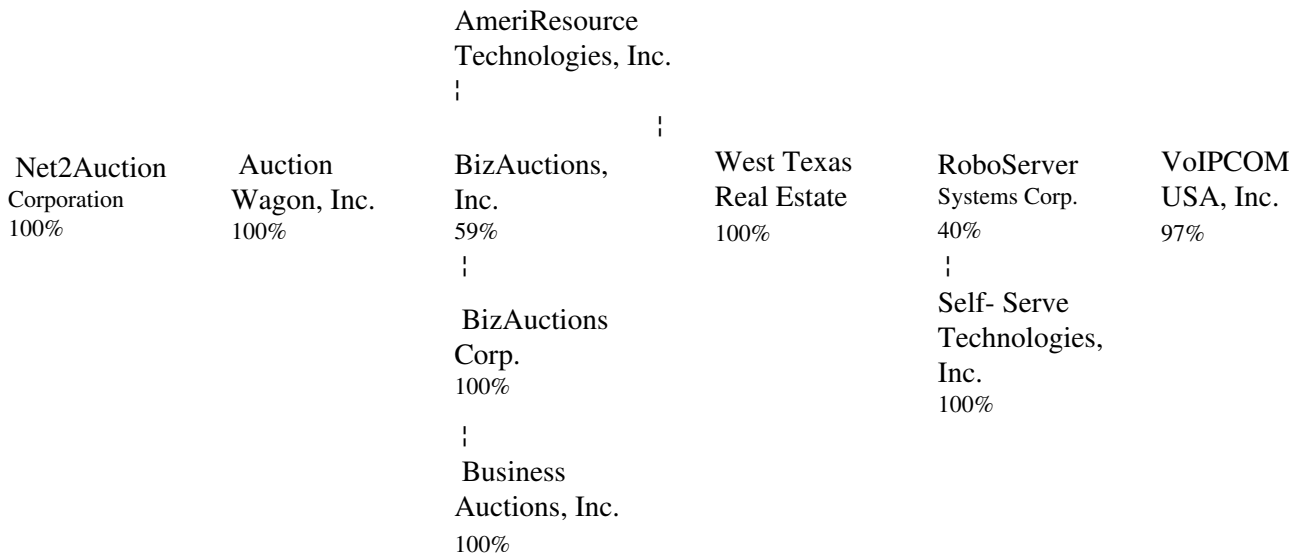 AmeriResource
Technologies, Inc.
¦
¦
Net2Auction
Corporation
100%
Auction
Wagon, Inc.
100%
BizAuctions,
Inc.
59%
West Texas
Real Estate
100%
RoboServer
Systems Corp.
40%
VoIPCOM
USA, Inc.
97%
¦
BizAuctions
Corp.
100%
¦
Self- Serve
Technologies,
Inc.
100%
¦
Business
Auctions, Inc.
100%